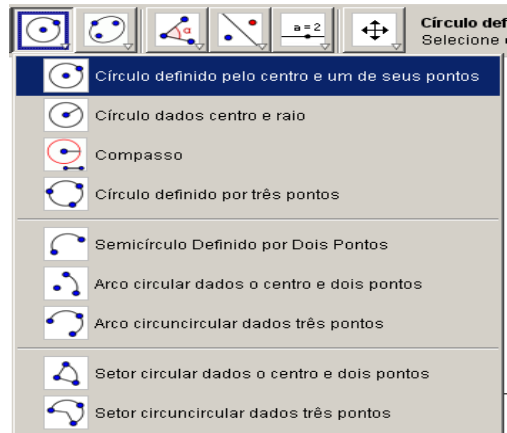 α
a = 2
Círculo def
Selecione
Círculo definido pelo centro e um de seus pontos
Círculo dados centro e raio
Compasso
Círculo definido por três pontos
Semicírculo Definido por Dois Pontos
Arco circular dados o centro e dois pontos
Arco circuncircular dados três pontos
Setor circular dados o centro e dois pontos
Setor circuncircular dados três pontos